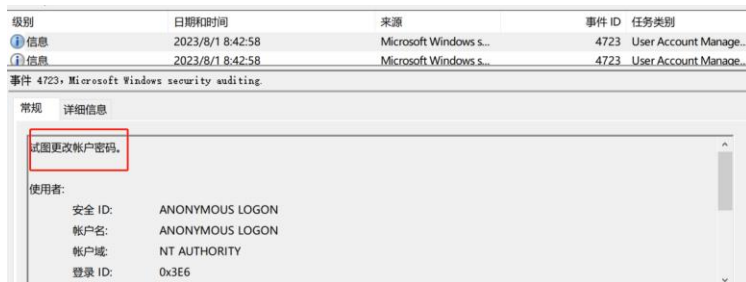 级别 日期和时间 来源 事件 ID 任务类别
信息 2023/8/1 8:42:58 Microsoft Windows s... 4723 User Account Manage...
信息 2023/8/1 8:42:58 Microsoft Windows s... 4723 User Account Manage...
事件 4723，Microsoft Windows security auditing.
常规 详细信息
试图更改帐户密码。
使用者:
安全 ID: ANONYMOUS LOGON
帐户名: ANONYMOUS LOGON
帐户域: NT AUTHORITY
登录 ID: 0x3E6